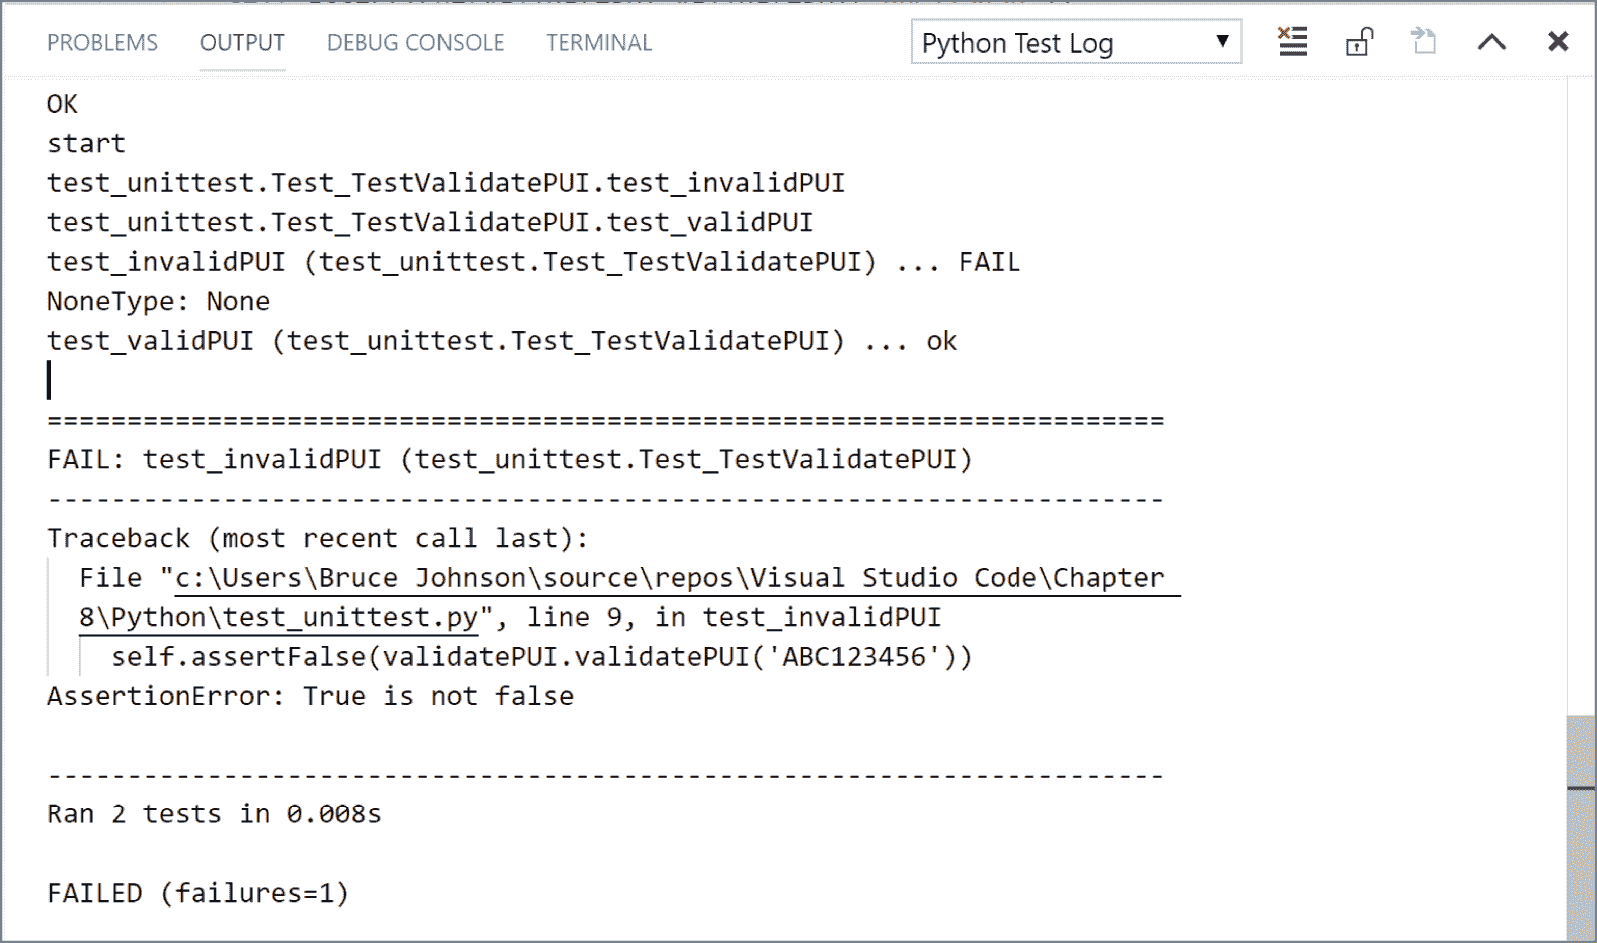 PROBLEMS OUTPUT DEBUG CONSOLE TERMINAL Python Test Log
OK
start
test_unittest.Test_TestValidatePUI.test_invalidPUI
test_unittest.Test_TestValidatePUI.test_validPUI
test_invalidPUI (test_unittest.Test_TestValidatePUI) ... FAIL
NoneType: None
test_validPUI (test_unittest.Test_TestValidatePUI) ... ok
======================================================================
FAIL: test_invalidPUI (test_unittest.Test_TestValidatePUI)
----------------------------------------------------------------------
Traceback (most recent call last):
File "c:\Users\Bruce Johnson\source\repos\Visual Studio Code\Chapter
8\Python\test_unittest.py", line 9, in test_invalidPUI
self.assertFalse(validatePUI.validatePUI('ABC123456'))
AssertionError: True is not false
----------------------------------------------------------------------
Ran 2 tests in 0.008s
FAILED (failures=1)